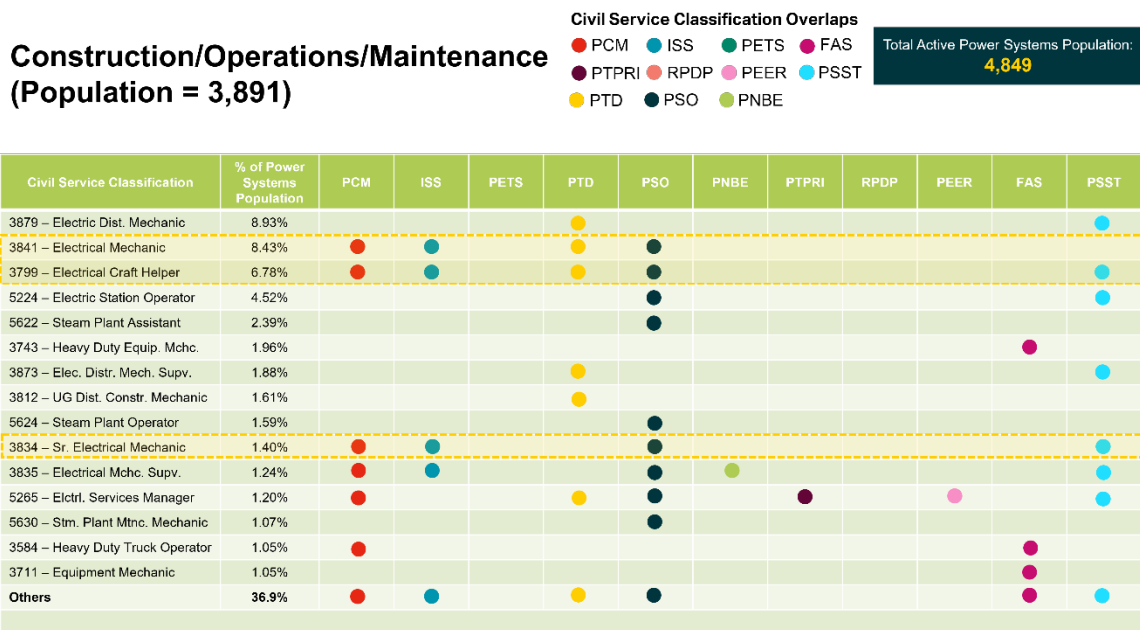 Civil Service Classification Overlaps
PCM ISS PETS FAS
PTPRI RPDP PEER PSST
PTD PSO PNBE
Total Active Power Systems Population:
4,849
Construction/Operations/Maintenance
(Population = 3,891)
Civil Service Classification % of Power Systems Population PCM ISS PETS PTD PSO PNBE PTPRI RPDP PEER FAS PSST
3879 – Electric Dist. Mechanic 8.93%
3841 – Electrical Mechanic 8.43%
3799 – Electrical Craft Helper 6.78%
5224 – Electric Station Operator 4.52%
5622 – Steam Plant Assistant 2.39%
3743 – Heavy Duty Equip. Mchc. 1.96%
3873 – Elec. Distr. Mech. Supv. 1.88%
3812 – UG Dist. Constr. Mechanic 1.61%
5624 – Steam Plant Operator 1.59%
3834 – Sr. Electrical Mechanic 1.40%
3835 – Electrical Mchc. Supv. 1.24%
5265 – Elctrl. Services Manager 1.20%
5630 – Stm. Plant Mtnc. Mechanic 1.07%
3584 – Heavy Duty Truck Operator 1.05%
3711 – Equipment Mechanic 1.05%
Others 36.9%